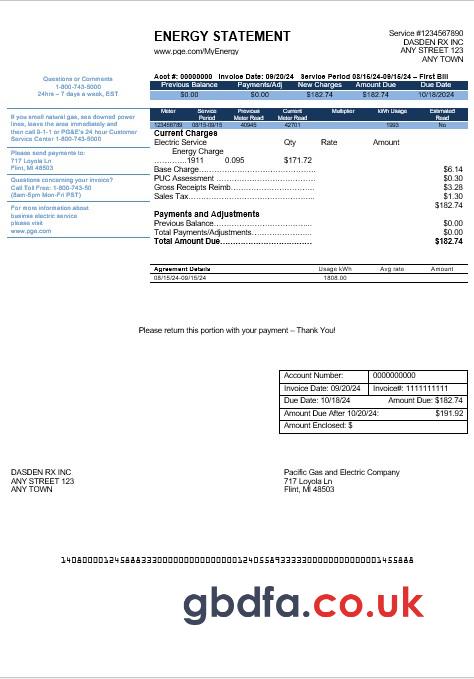 ENERGY STATEMENT
www.pge.com/MyEnergy
Service #1234567890
DASDEN RX INC
ANY STREET 123
ANY TOWN
Questions or Comments
1-800-743-5000
24hrs – 7 days a week, EST
If you smell natural gas, see downed power
lines, leave the area immediately and
then call 9-1-1 or PG&E's 24 hour Customer
Service Center 1-800-743-5000
Please send payments to:
717 Loyola Ln
Flint, MI 48503
Questions concerning your invoice?
Call Toll Free: 1-800-743-50
(8am-5pm Mon-Fri PST)
For more information about
business electric service
please visit
www.pge.com
Acct #: 00000000 Invoice Date: 09/20/24 Service Period 08/15/24-09/15/24 – First Bill
Previous Balance Payments/Adj New Charges Amount Due Due Date
$0.00 $0.00 $182.74 $182.74 10/18/2024
Meter Service Period Previous Meter Read Current Meter Read Multiplier kWh Usage Estimated Read
123456789 08/15-09/15 40945 42701 1993 No
Current Charges
Electric Service Qty Rate Amount
Energy Charge
............1911 0.095 $171.72
Base Charge.................................. $6.14
PUC Assessment ............................ $0.30
Gross Receipts Reimb........................ $3.28
Sales Tax..................................... $1.30
$182.74
Payments and Adjustments
Previous Balance.............................. $0.00
Total Payments/Adjustments................. $0.00
Total Amount Due............................. $182.74
Agreement Details Usage kWh Avg rate Amount
08/15/24-09/15/24 1808.00
Please return this portion with your payment – Thank You!
Account Number: 0000000000
Invoice Date: 09/20/24 Invoice#: 1111111111
Due Date: 10/18/24 Amount Due: $182.74
Amount Due After 10/20/24: $191.92
Amount Enclosed: $
DASDEN RX INC
ANY STREET 123
ANY TOWN
Pacific Gas and Electric Company
717 Loyola Ln
Flint, MI 48503
gbdfa.co.uk